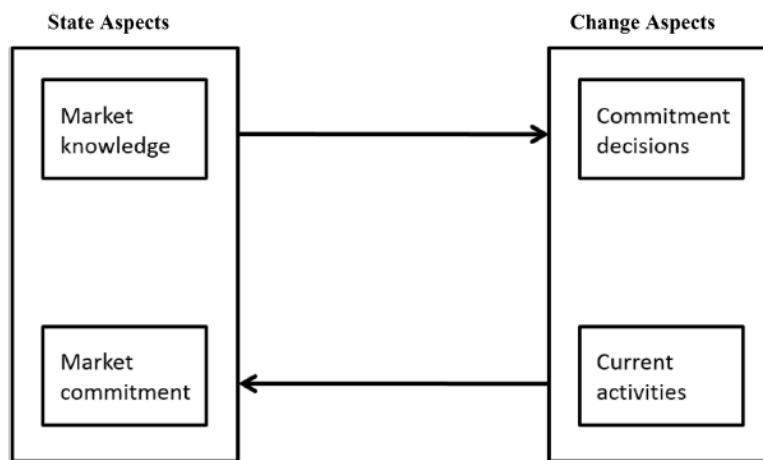 State Aspects
Change Aspects
Market
knowledge
Commitment
decisions
Market
commitment
Current
activities